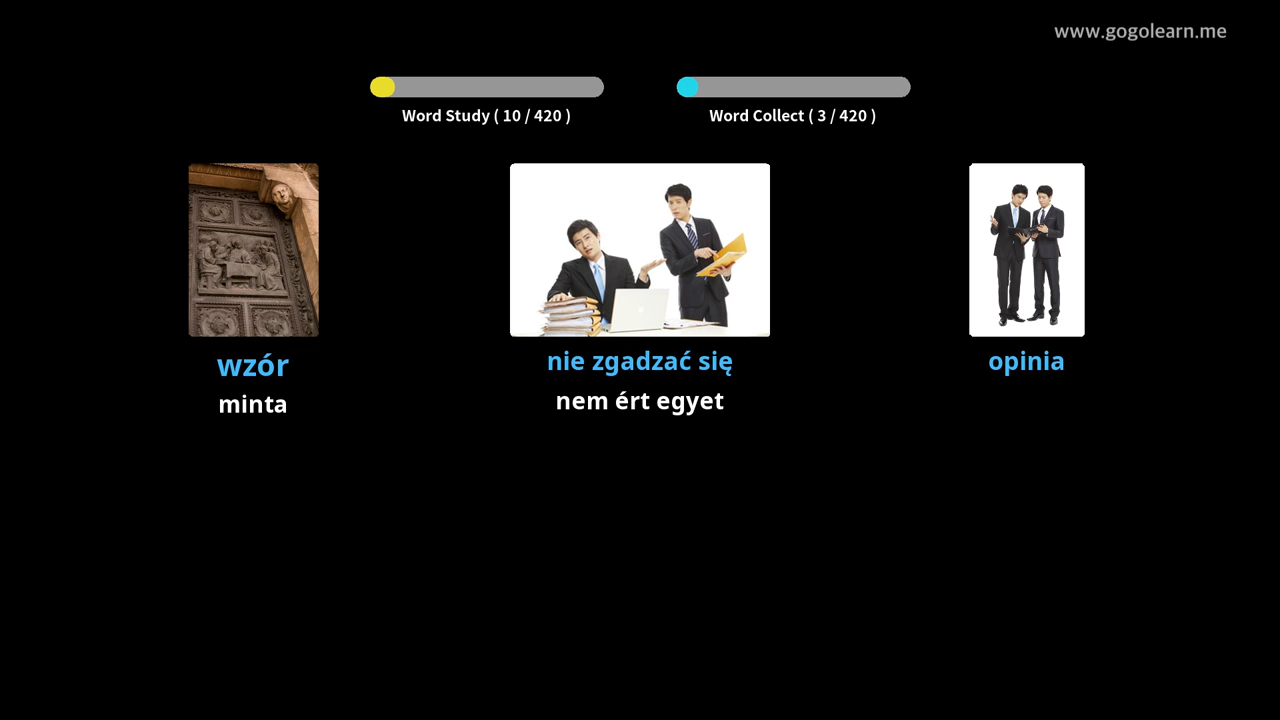 www.gogolearn.me
Word Study ( 10 / 420 )
Word Collect ( 3 / 420 )
wzór
minta
nie zgadzać się
nem ért egyet
opinia